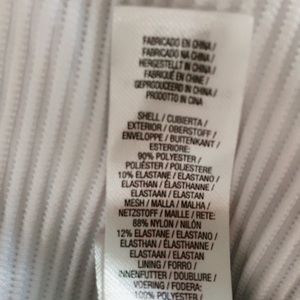 FABRICADO EN CHINA /
FABRICADO NA CHINA /
HERGESTELLT IN CHINA /
FABRIQUÉ EN CHINE /
GEPRODUCEERD IN CHINA /
PRODOTTO IN CINA
SHELL / CUBIERTA /
EXTERIOR / OBERSTOFF /
ENVELOPPE / BUITENKANT /
ESTERIORE:
90% POLYESTER /
POLIÉSTER / POLIESTERE
10% ELASTANE / ELASTANO /
ELASTHAN / ÉLASTHANNE /
ELASTAAN / ELASTAN
MESH / MALLA / MALHA /
NETZSTOFF / MAILLE / RETE:
88% NYLON / NILÓN
12% ELASTANE / ELASTANO /
ELASTHAN / ÉLASTHANNE /
ELASTAAN / ELASTAN
LINING / FORRO /
INNENFUTTER / DOUBLURE /
VOERING / FODERA:
100% POLYESTER /